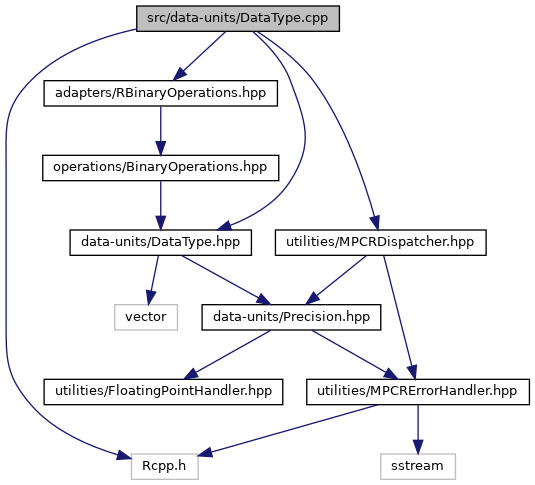 src/data-units/DataType.cpp
adapters/RBinaryOperations.hpp
operations/BinaryOperations.hpp
data-units/DataType.hpp
utilities/MPCRDispatcher.hpp
vector
data-units/Precision.hpp
utilities/FloatingPointHandler.hpp
utilities/MPCRErrorHandler.hpp
Rcpp.h
sstream